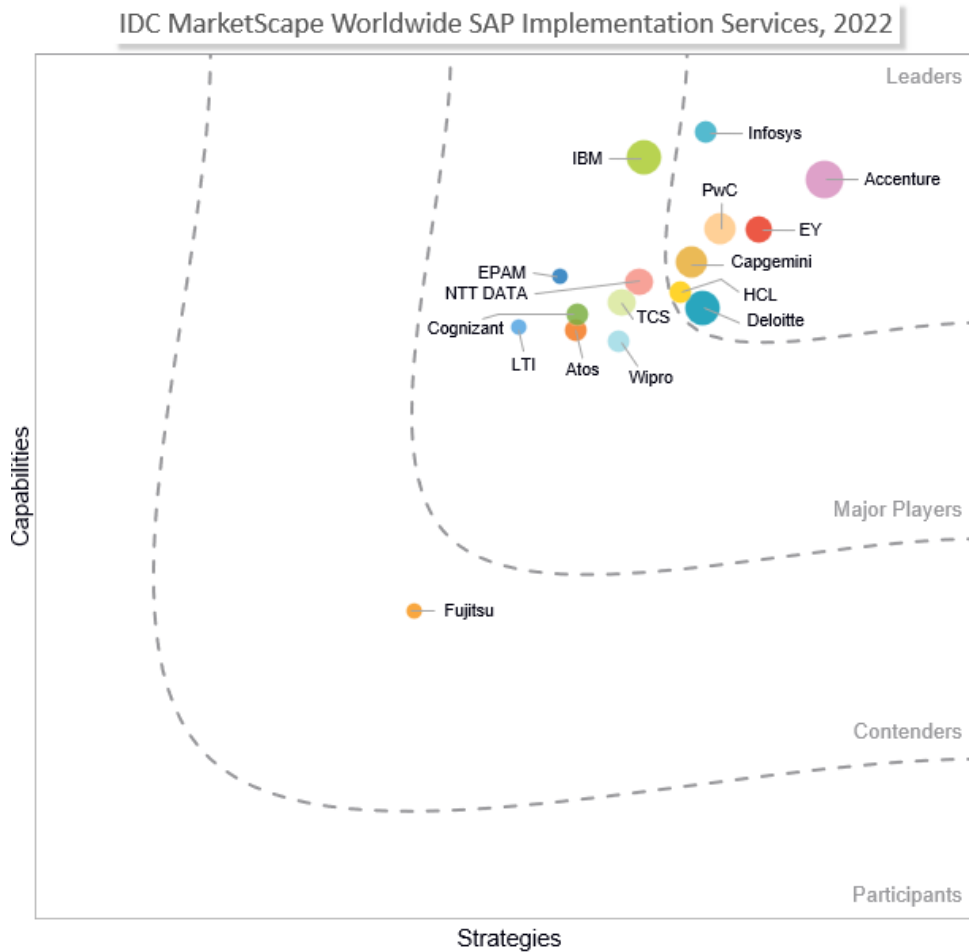 IDC MarketScape Worldwide SAP Implementation Services, 2022
Leaders
Infosys
IBM
Accenture
PwC
EY
Capgemini
EPAM
NTT DATA
HCL
TCS
Deloitte
Cognizant
LTI
Atos
Wipro
Capabilities
Major Players
Fujitsu
Contenders
Participants
Strategies